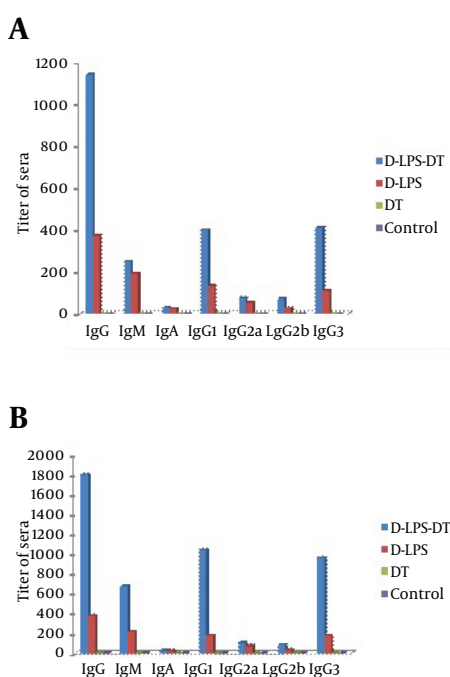 A
1200
1000
800
600
400
200
0
Titer of sera
IgG IgM IgA IgG1 IgG2a LgG2b IgG3
D-LPS-DT
D-LPS
DT
Control
B
2000
1800
1600
1400
1200
1000
800
600
400
200
0
Titer of sera
IgG IgM IgA IgG1 IgG2a LgG2b IgG3
D-LPS-DT
D-LPS
DT
Control